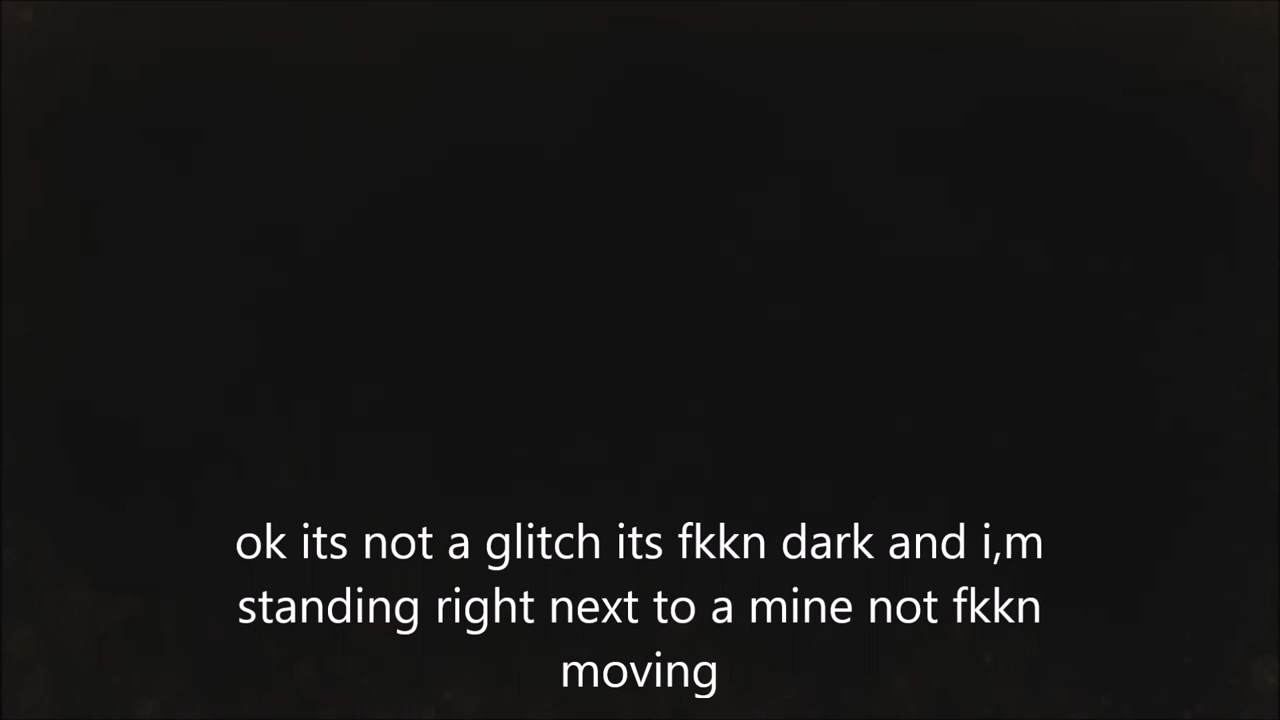 ok its not a glitch its fkkn dark and i,m
standing right next to a mine not fkkn
moving